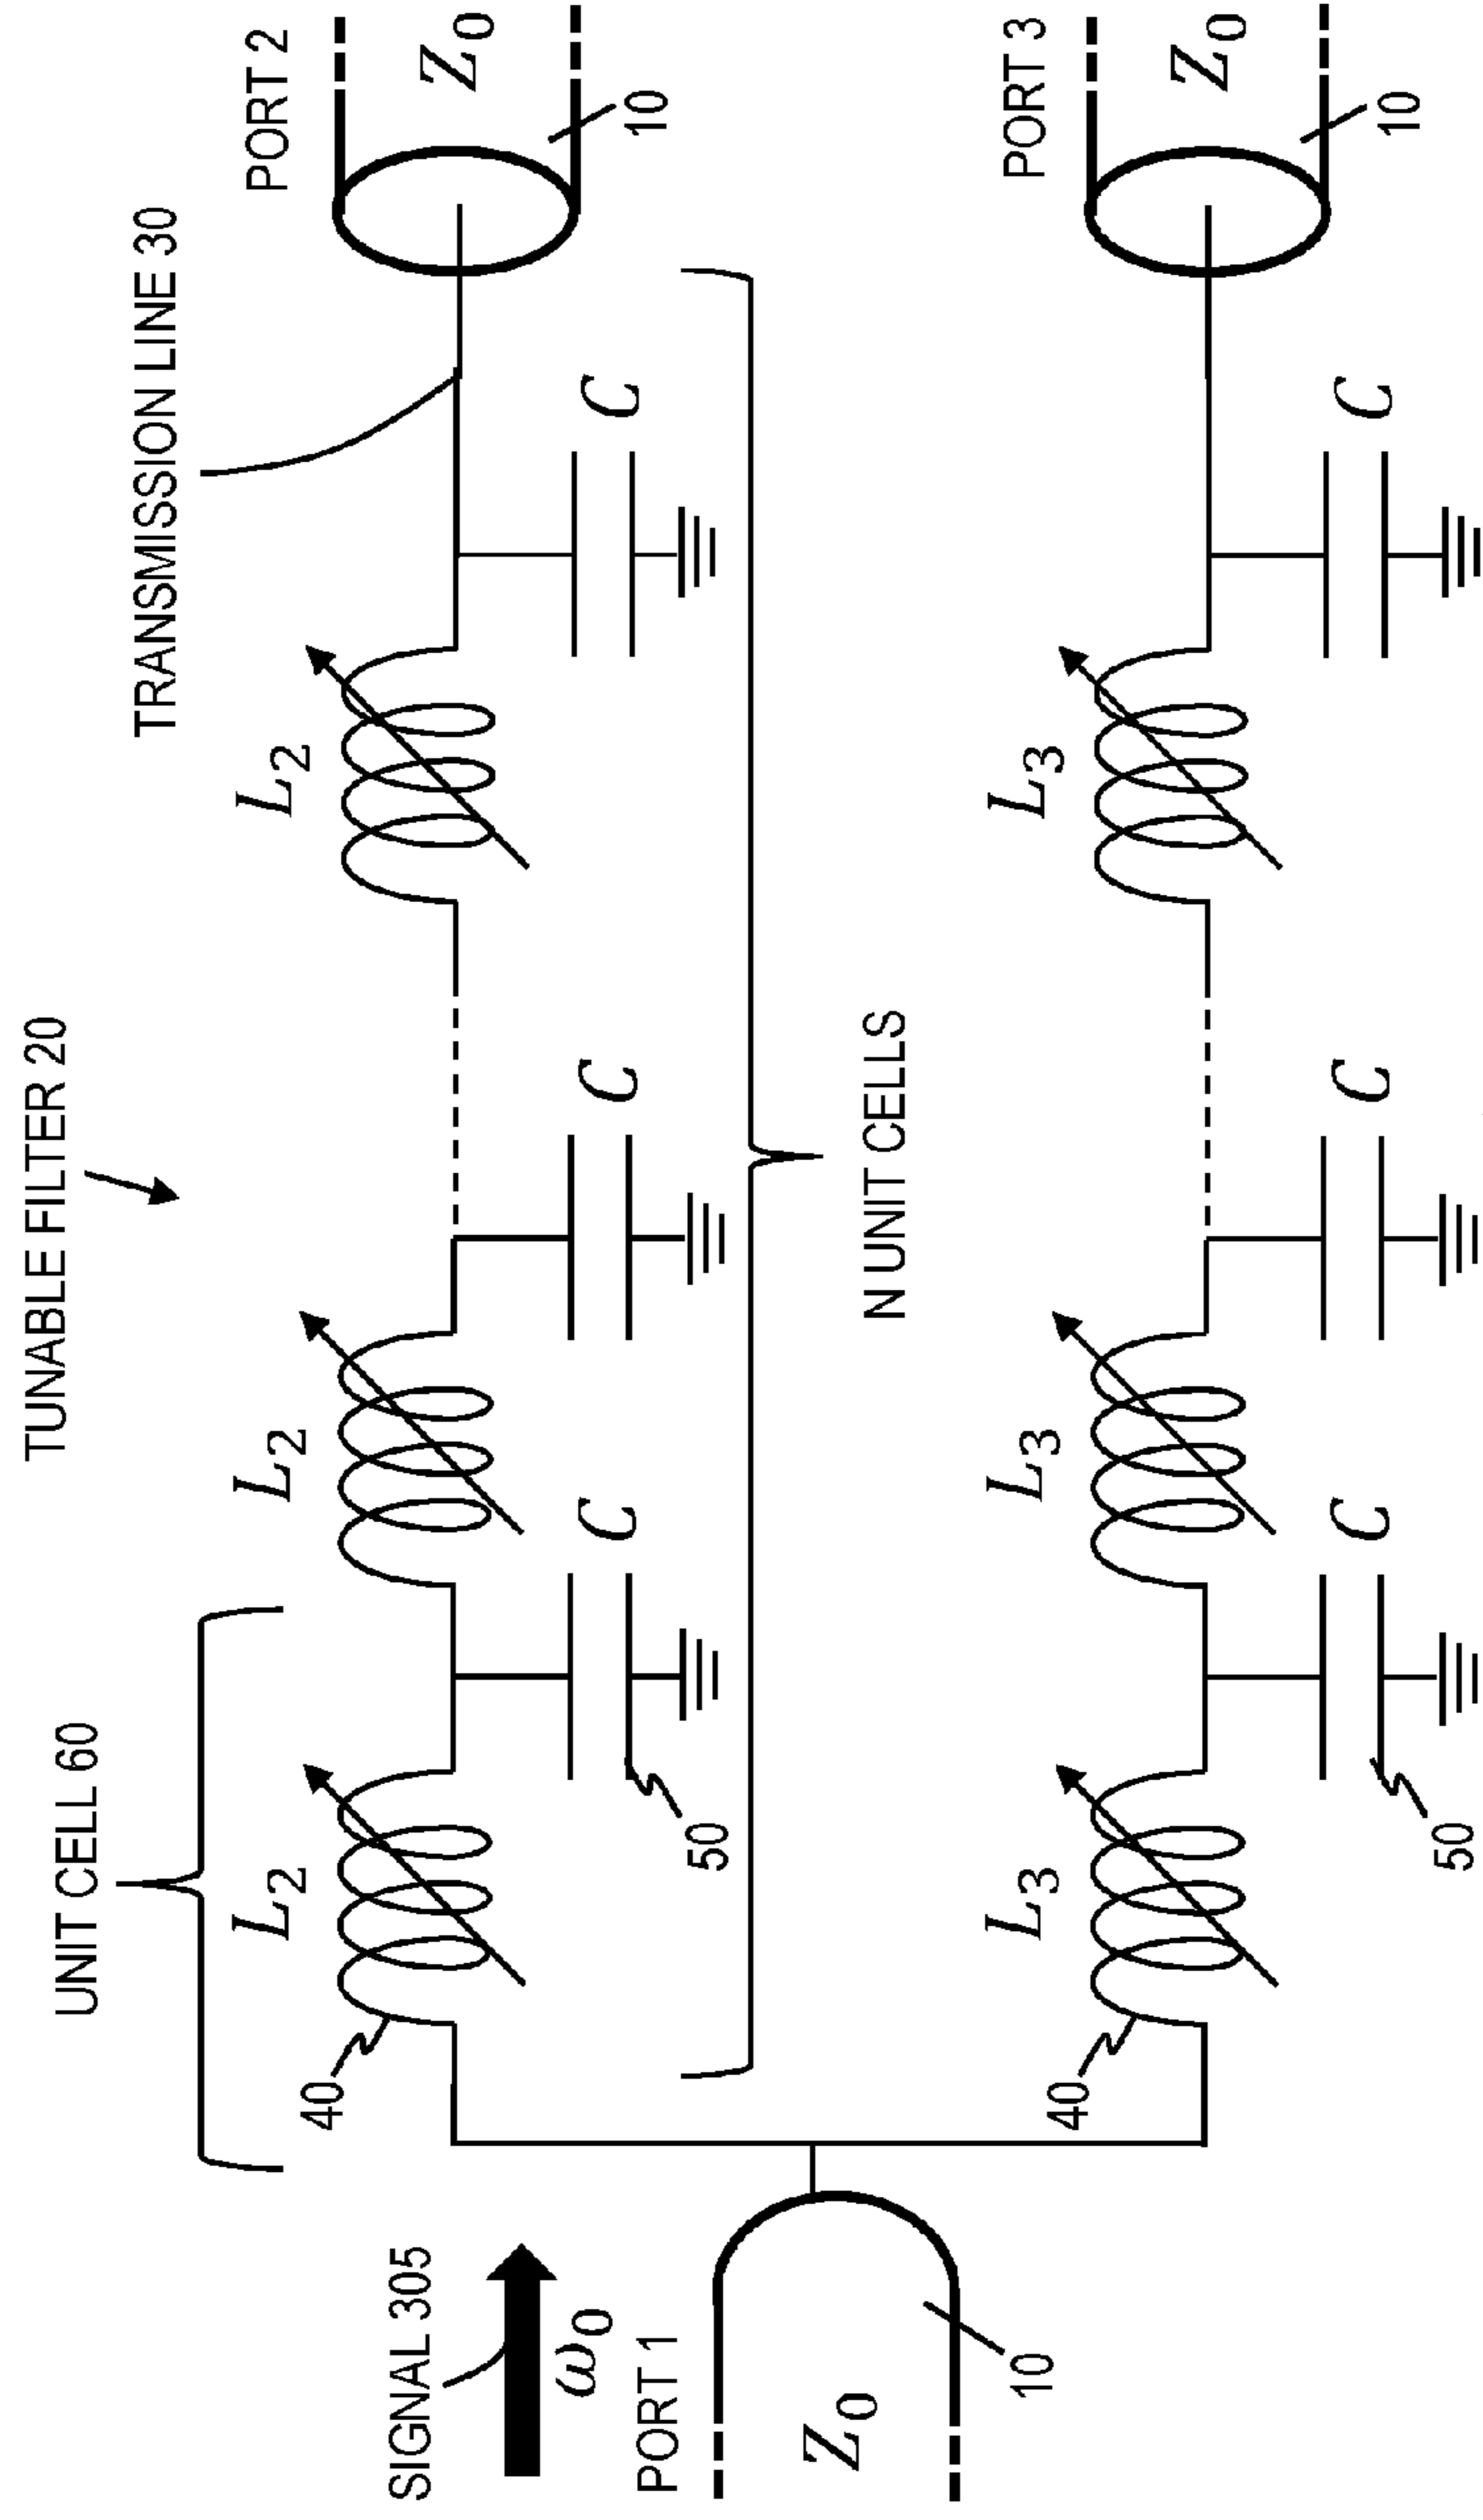 TUNABLE FILTER 20
UNIT CELL 60
TRANSMISSION LINE 30
PORT 2
L2
L2
L2
Z0
40
C
C
C
10
50
SIGNAL 305
ω0
PORT 1
Z0
10
N UNIT CELLS
PORT 3
L3
L3
L3
Z0
40
C
C
C
10
50